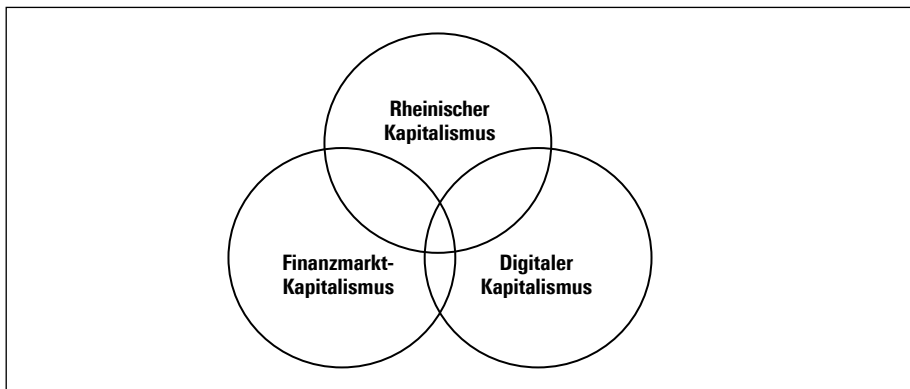 Rheinischer
Kapitalismus
Finanzmarkt-
Kapitalismus
Digitaler
Kapitalismus